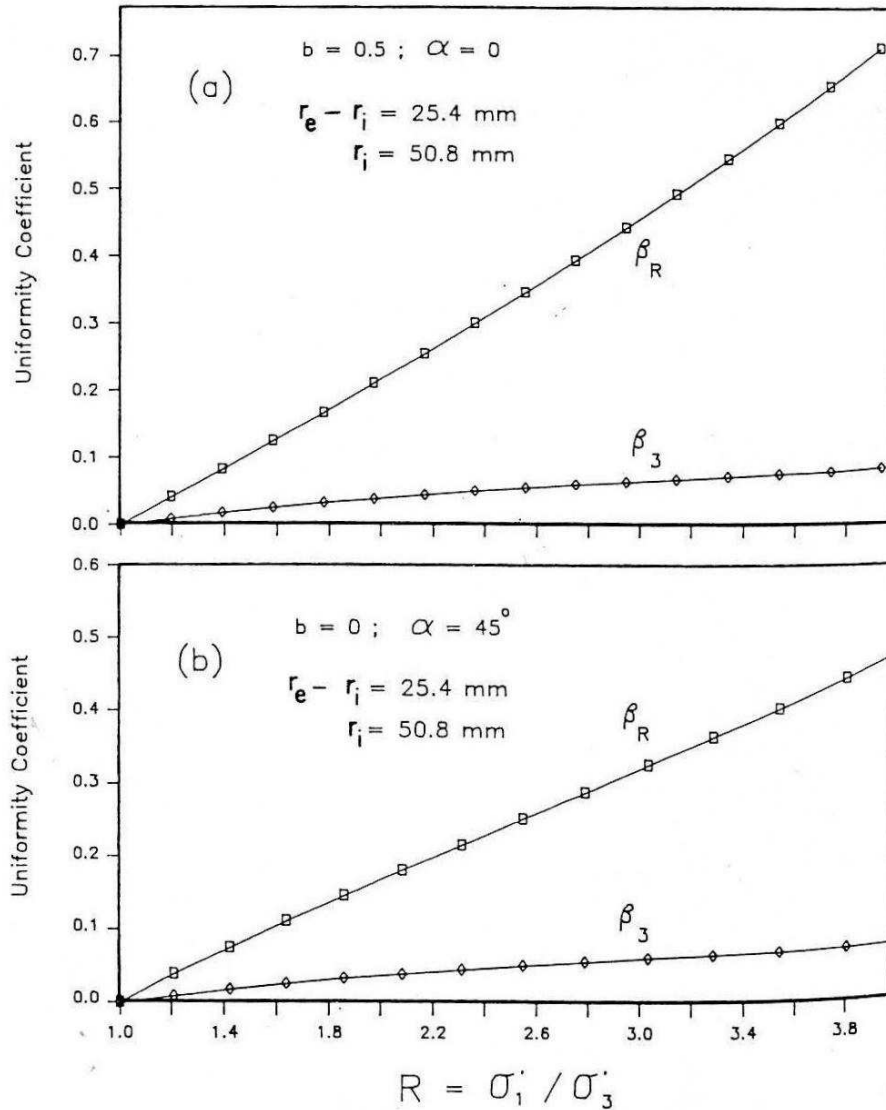 0.7
0.6
0.5
0.4
0.3
0.2
0.1
0.0
Uniformity Coefficient
(a)
b = 0.5 ; α = 0
r_e - r_i = 25.4 mm
r_i = 50.8 mm
β_R
β_3
0.6
0.5
0.4
0.3
0.2
0.1
0.0
Uniformity Coefficient
(b)
b = 0 ; α = 45°
r_e - r_i = 25.4 mm
r_i = 50.8 mm
β_R
β_3
1.0 1.4 1.8 2.2 2.6 3.0 3.4 3.8
R = σ₁' / σ₃'